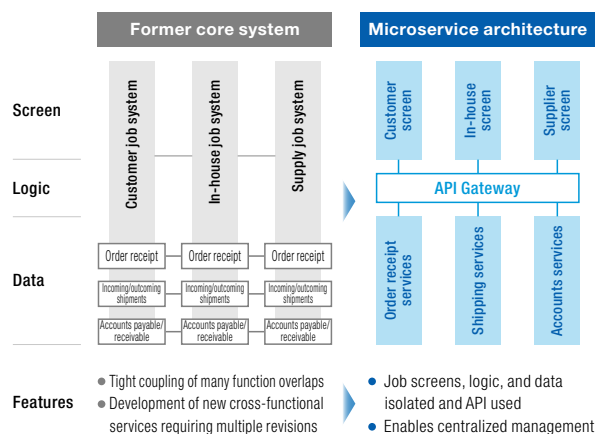 Former core system
Microservice architecture
Screen
Logic
Data
Features
Customer job system
In-house job system
Supply job system
Order receipt
Order receipt
Order receipt
Incoming/outcoming
shipments
Incoming/outcoming
shipments
Incoming/outcoming
shipments
Accounts payable/
receivable
Accounts payable/
receivable
Accounts payable/
receivable
Customer
screen
In-house
screen
Supplier
screen
API Gateway
Order receipt
services
Shipping services
Accounts services
● Tight coupling of many function overlaps
● Development of new cross-functional
services requiring multiple revisions
● Job screens, logic, and data
isolated and API used
● Enables centralized management